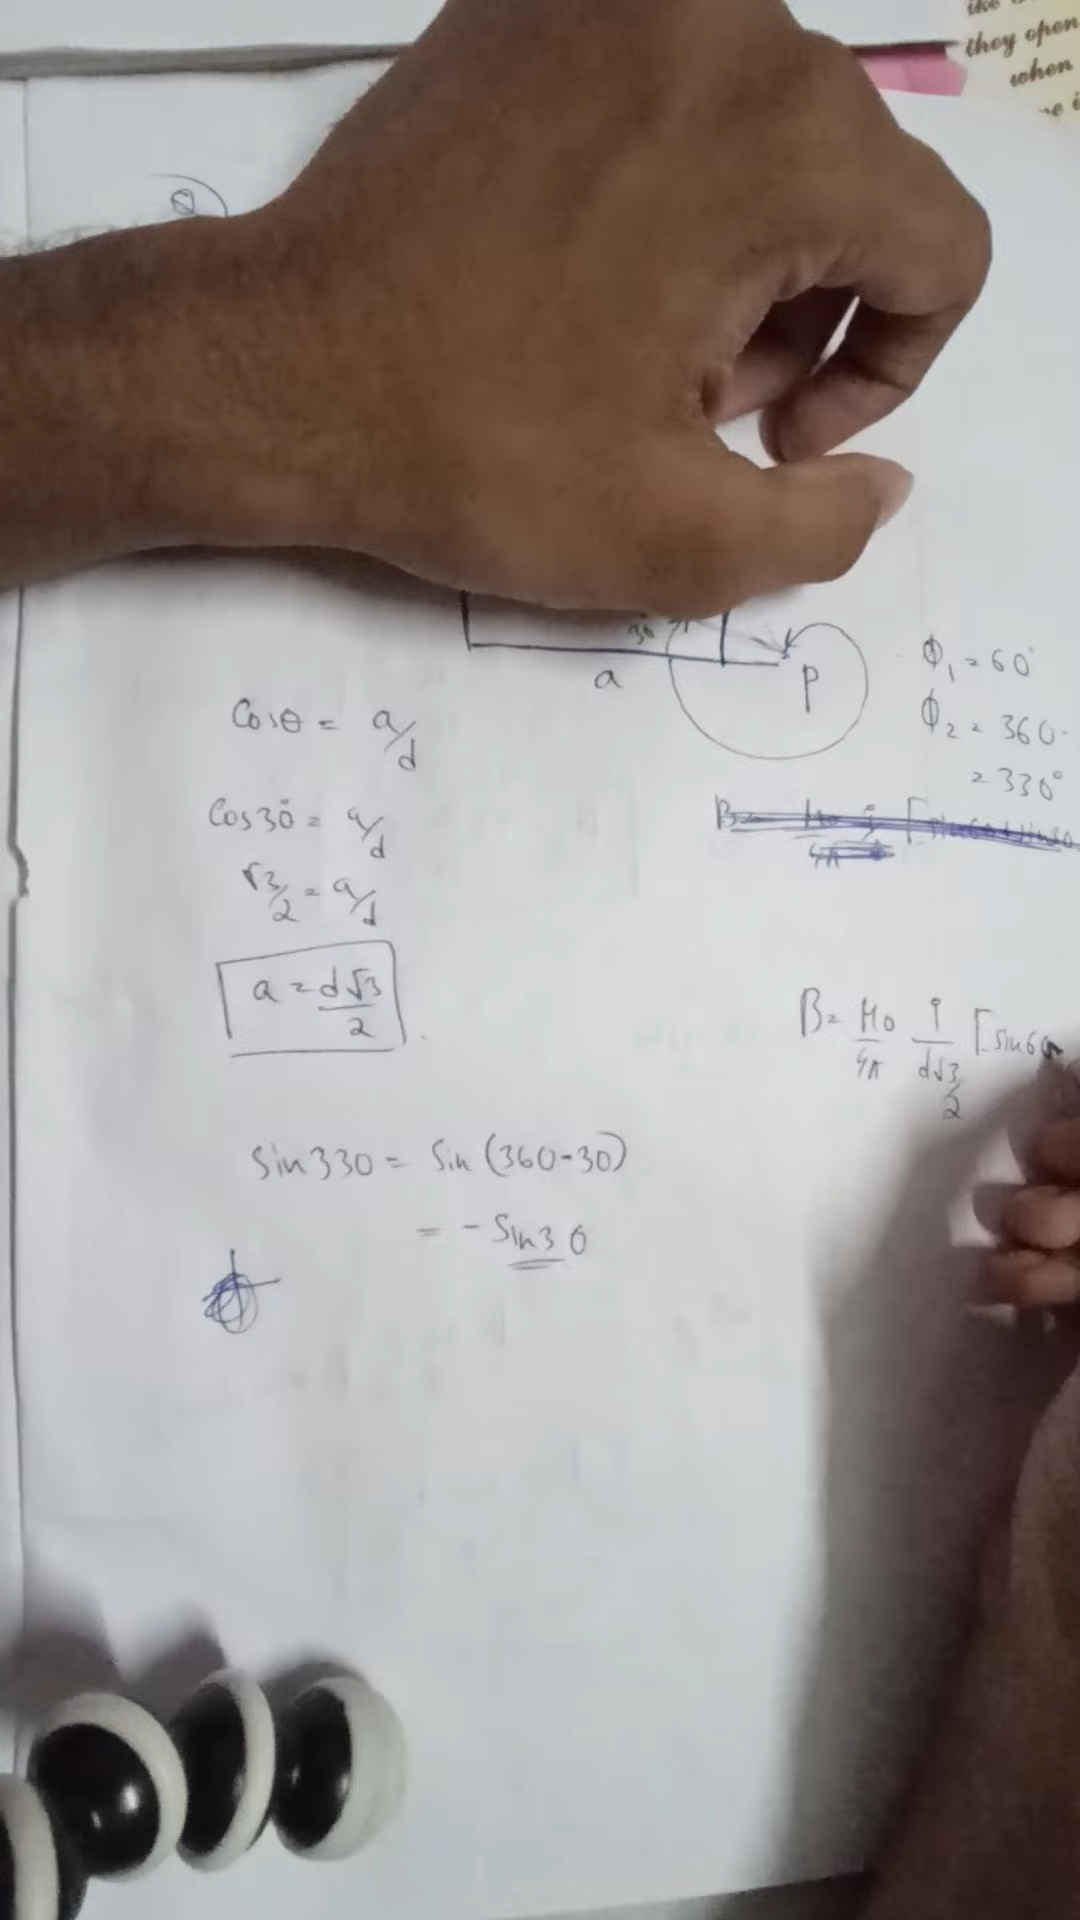 they open
when
30°
a
P
Φ₁ = 60°
Φ₂ = 360 -
= 330°
Cosθ = a/d
Cos30° = a/d
√3/2 = a/d
a = d√3/2
B = μ0/4π i/(d√3/2) [sin60
Sin330 = Sin (360-30)
= - Sin30